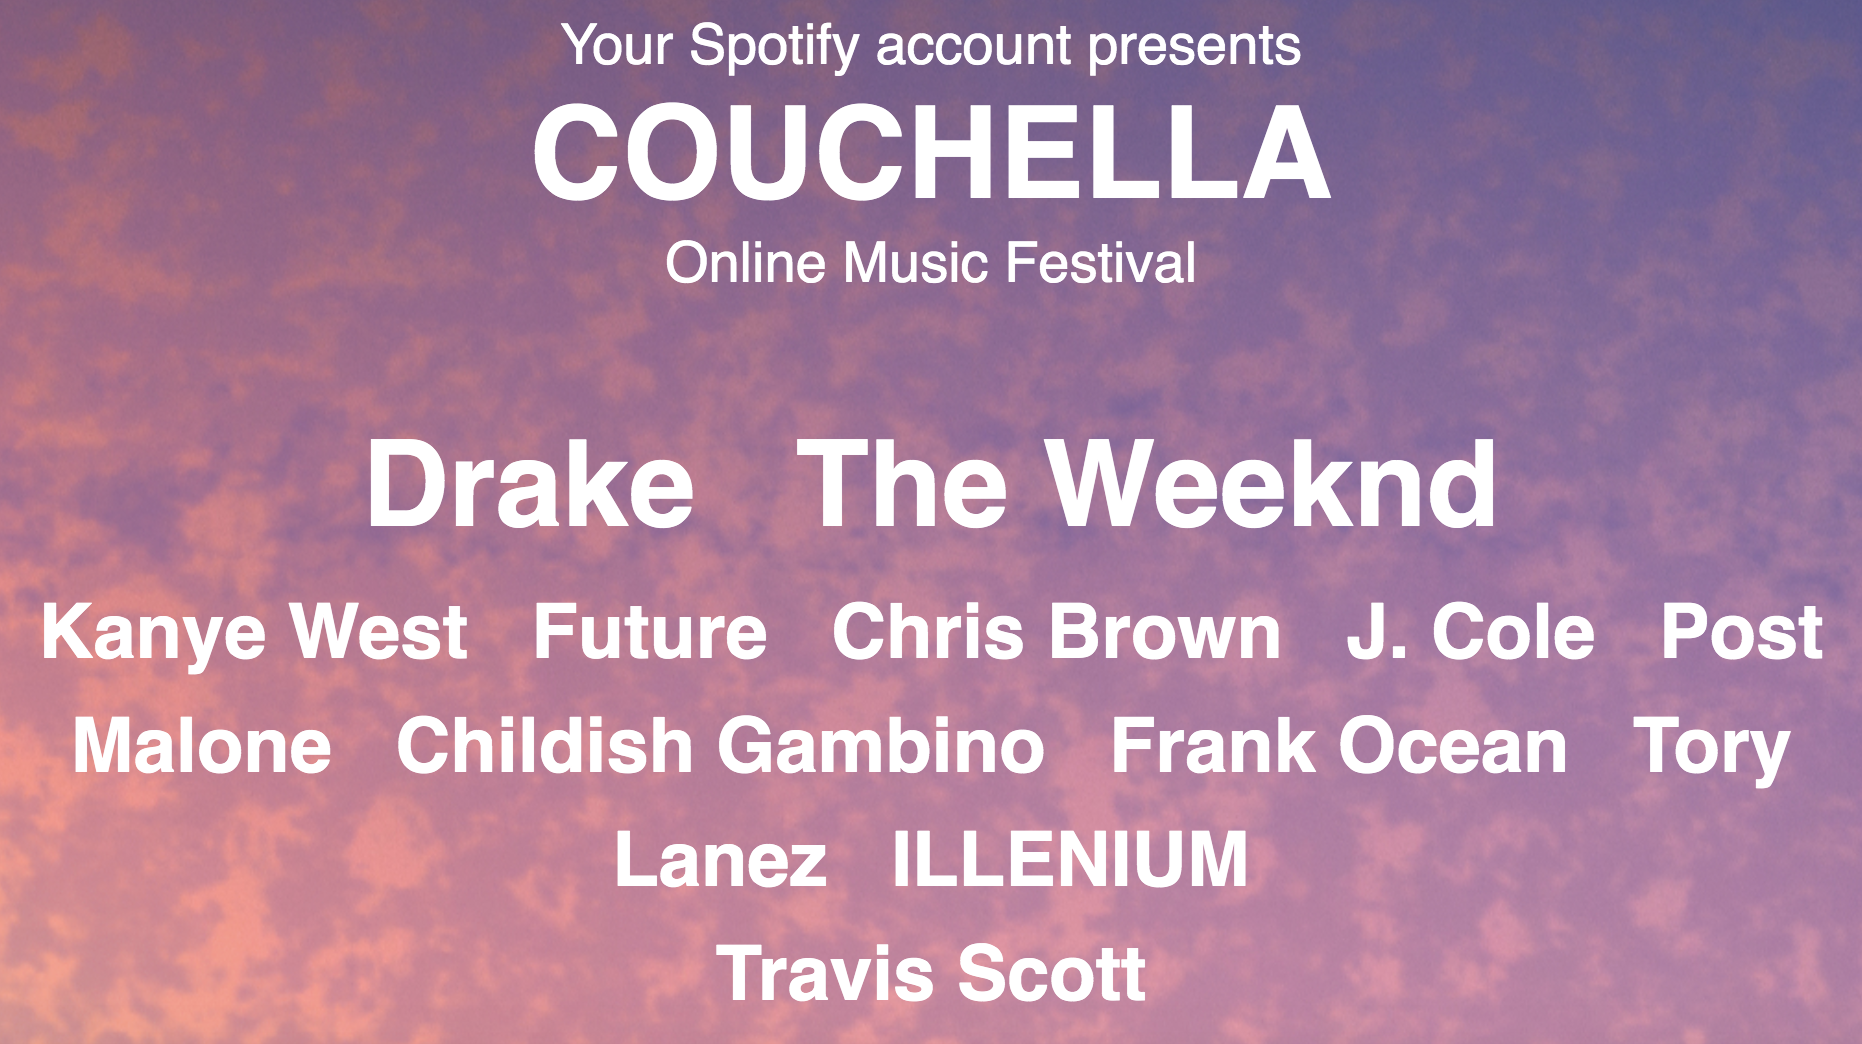 Your Spotify account presents
COUCHELLA
Online Music Festival
Drake The Weeknd
Kanye West Future Chris Brown J. Cole Post
Malone Childish Gambino Frank Ocean Tory
Lanez ILLENIUM
Travis Scott